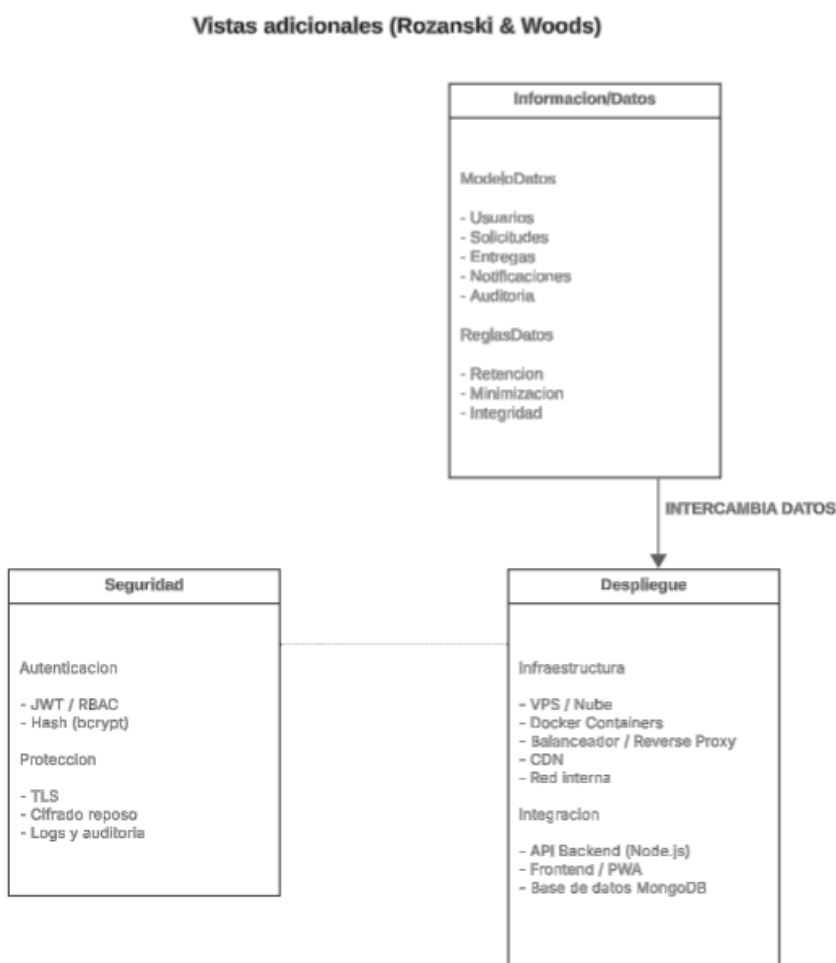 Vistas adicionales (Rozanski & Woods)
Informacion/Datos
ModeloDatos
- Usuarios
- Solicitudes
- Entregas
- Notificaciones
- Auditoria
ReglasDatos
- Retencion
- Minimizacion
- Integridad
INTERCAMBIA DATOS
Seguridad
Autenticacion
- JWT / RBAC
- Hash (bcrypt)
Proteccion
- TLS
- Cifrado reposo
- Logs y auditoria
Despliegue
Infraestructura
- VPS / Nube
- Docker Containers
- Balanceador / Reverse Proxy
- CDN
- Red interna
Integracion
- API Backend (Node.js)
- Frontend / PWA
- Base de datos MongoDB